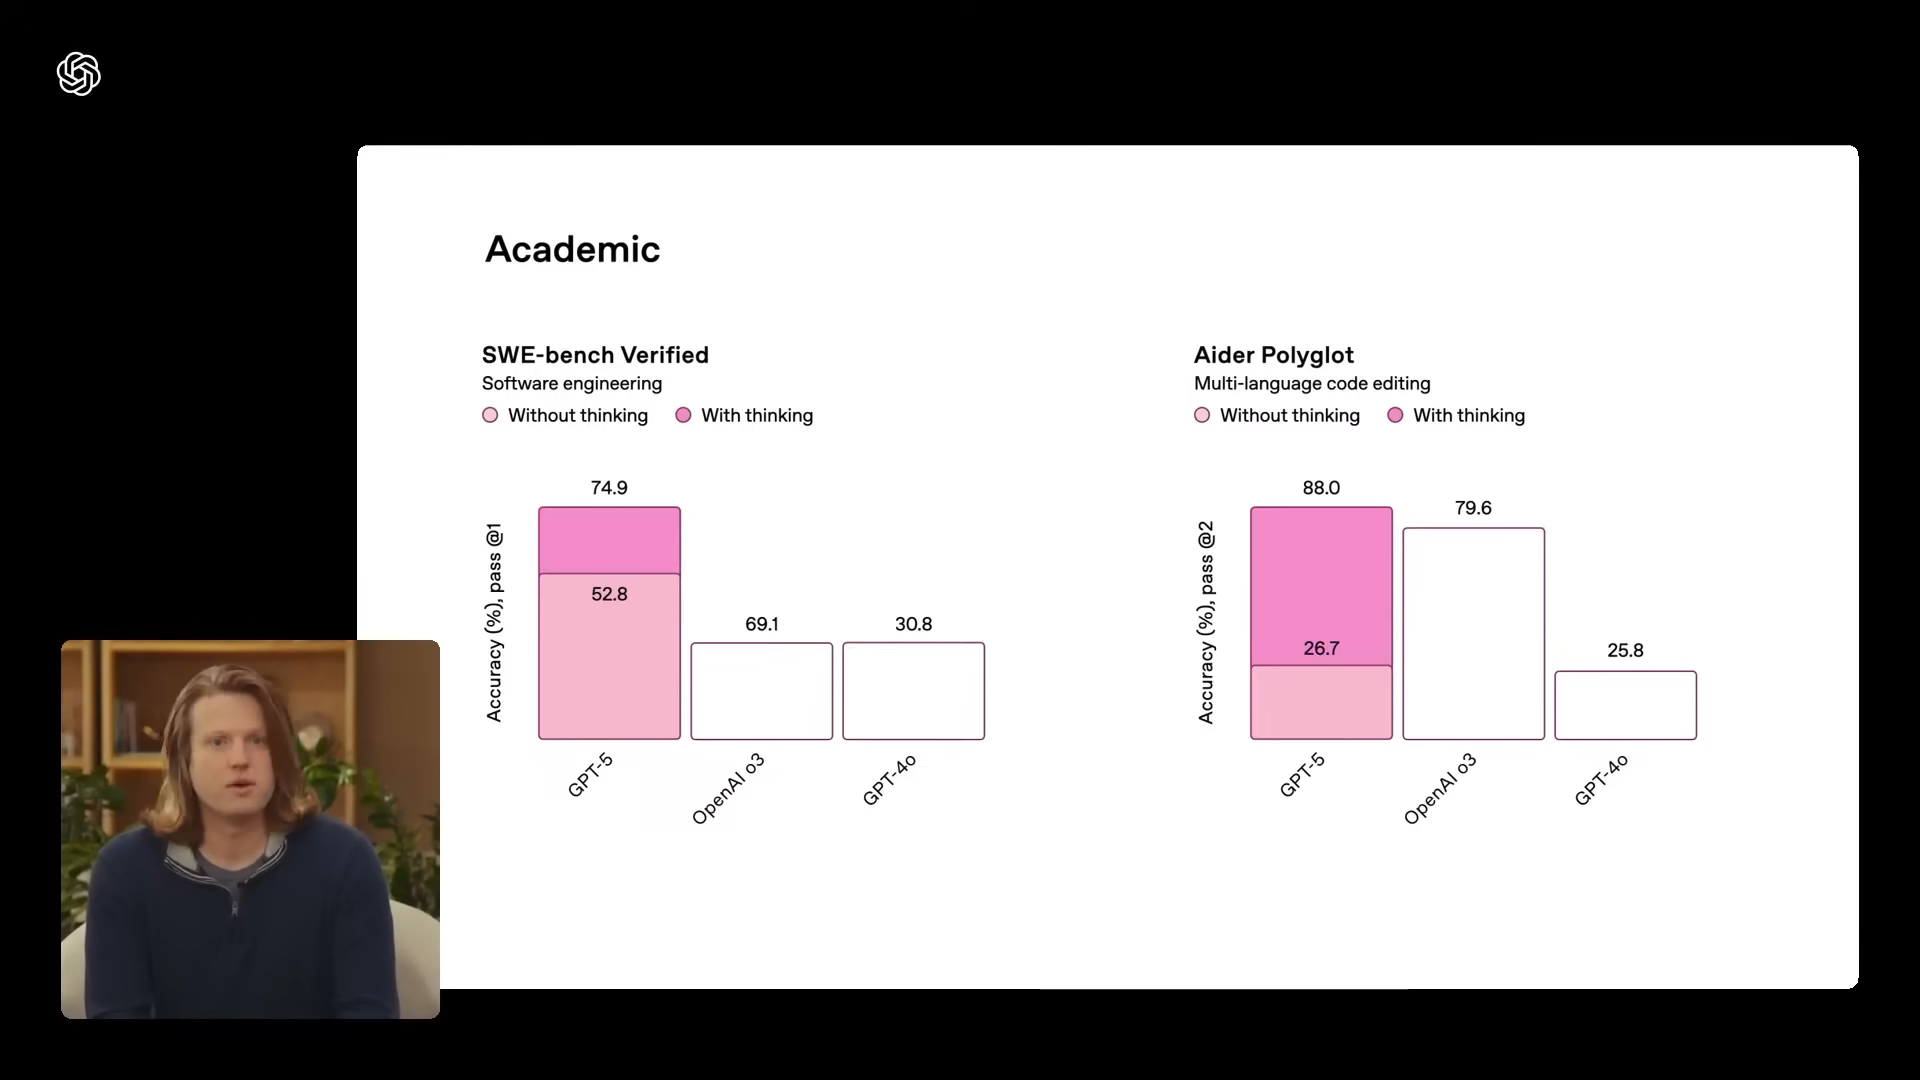 Academic
SWE-bench Verified
Software engineering
Without thinking
With thinking
Accuracy (%), pass @1
74.9
52.8
69.1
30.8
GPT-5
OpenAI o3
GPT-4o
Aider Polyglot
Multi-language code editing
Without thinking
With thinking
Accuracy (%), pass @2
88.0
26.7
79.6
25.8
GPT-5
OpenAI o3
GPT-4o